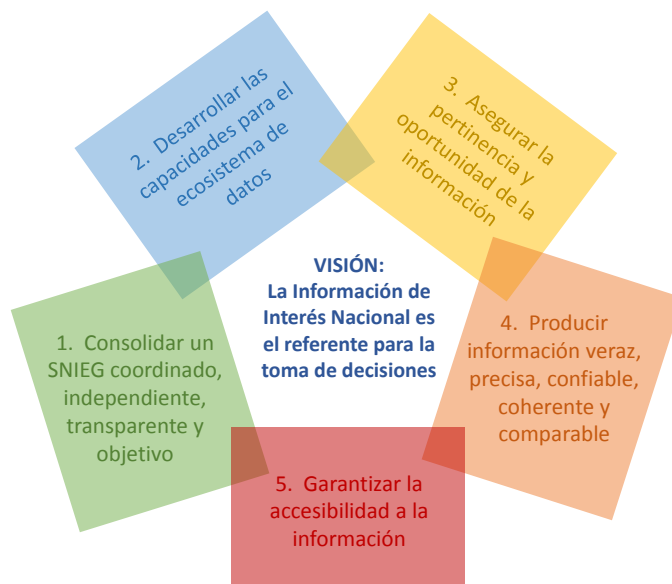 2. Desarrollar las
capacidades para el
ecosistema de
datos
3. Asegurar la
pertinencia y
oportunidad de la
información
VISIÓN:
La Información de
Interés Nacional es
el referente para la
toma de decisiones
1. Consolidar un
SNIEG coordinado,
independiente,
transparente y
objetivo
4. Producir
información veraz,
precisa, confiable,
coherente y
comparable
5. Garantizar la
accesibilidad a la
información